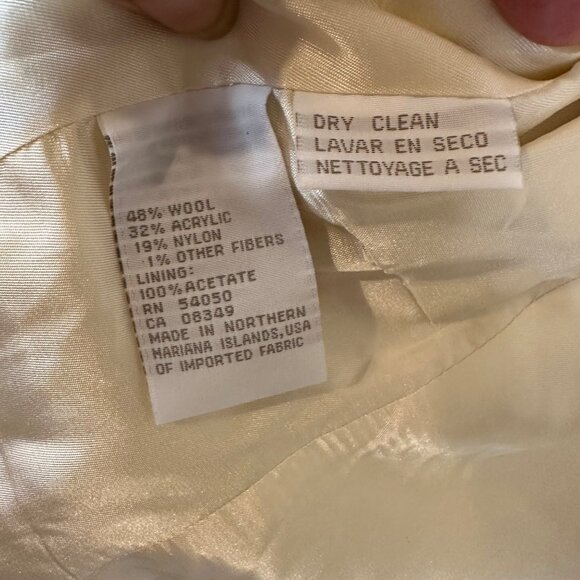 48% WOOL
32% ACRYLIC
19% NYLON
1% OTHER FIBERS
LINING:
100% ACETATE
RN 54050
CA 08349
MADE IN NORTHERN
MARIANA ISLANDS,USA
OF IMPORTED FABRIC
DRY CLEAN
LAVAR EN SECO
NETTOYAGE A SEC